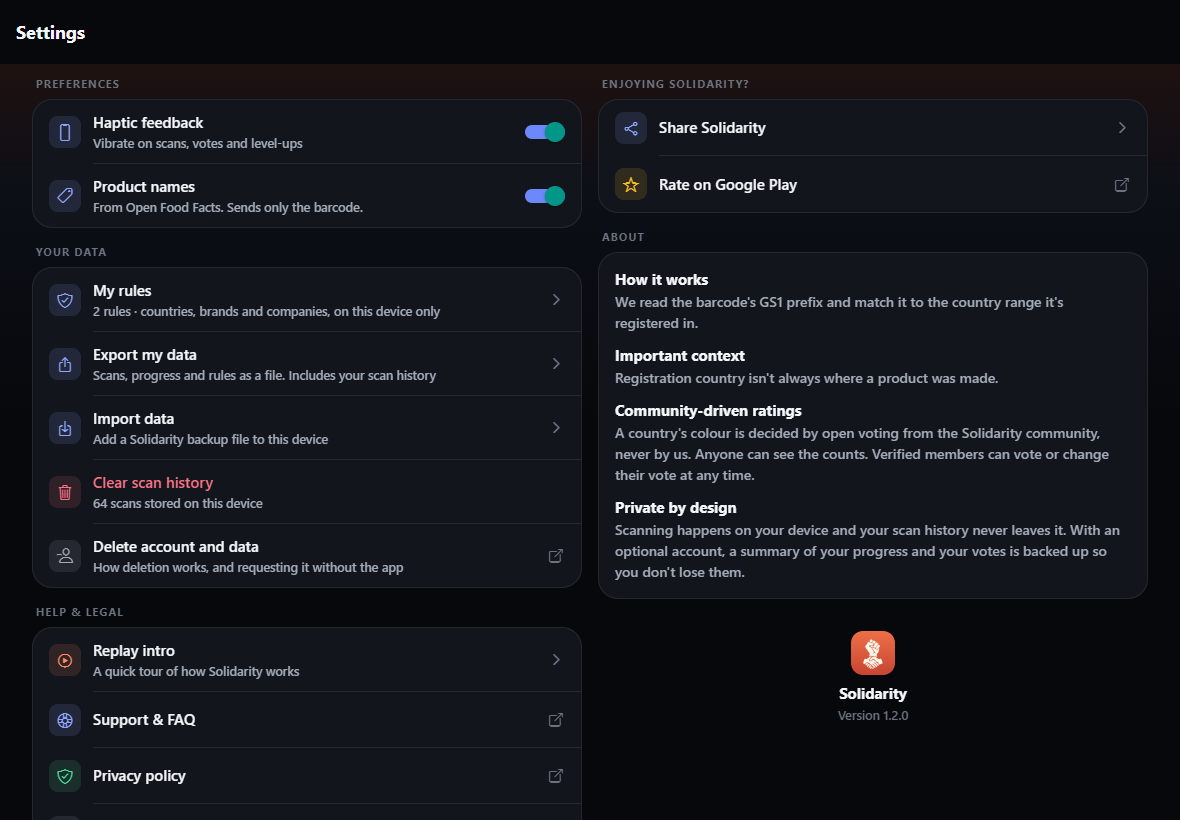 Settings
PREFERENCES
Haptic feedback
Vibrate on scans, votes and level-ups
Product names
From Open Food Facts. Sends only the barcode.
YOUR DATA
My rules
2 rules · countries, brands and companies, on this device only
Export my data
Scans, progress and rules as a file. Includes your scan history
Import data
Add a Solidarity backup file to this device
Clear scan history
64 scans stored on this device
Delete account and data
How deletion works, and requesting it without the app
HELP & LEGAL
Replay intro
A quick tour of how Solidarity works
Support & FAQ
Privacy policy
ENJOYING SOLIDARITY?
Share Solidarity
Rate on Google Play
ABOUT
How it works
We read the barcode's GS1 prefix and match it to the country range it's
registered in.
Important context
Registration country isn't always where a product was made.
Community-driven ratings
A country's colour is decided by open voting from the Solidarity community,
never by us. Anyone can see the counts. Verified members can vote or change
their vote at any time.
Private by design
Scanning happens on your device and your scan history never leaves it. With an
optional account, a summary of your progress and your votes is backed up so
you don't lose them.
Solidarity
Version 1.2.0